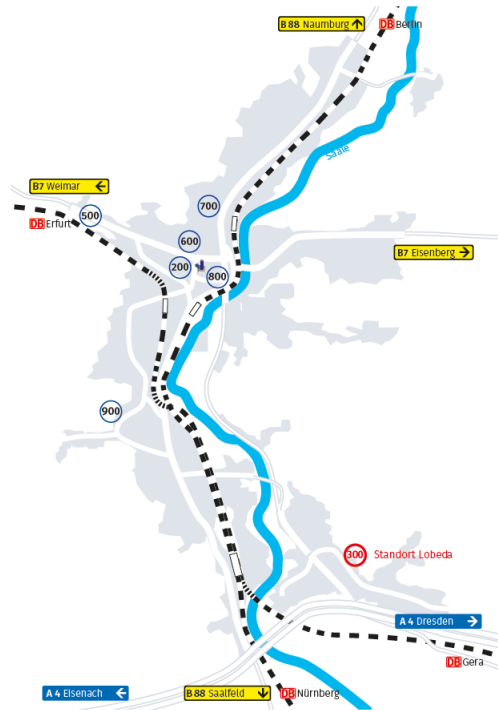 B 88 Naumburg ↑
DB Berlin
Saale
B7 Weimar ←
700
500
DB Erfurt
600
B7 Eisenberg →
200
800
900
300 Standort Lobeda
A 4 Dresden →
DB Gera
A 4 Eisenach ←
B 88 Saalfeld ↓
DB Nürnberg